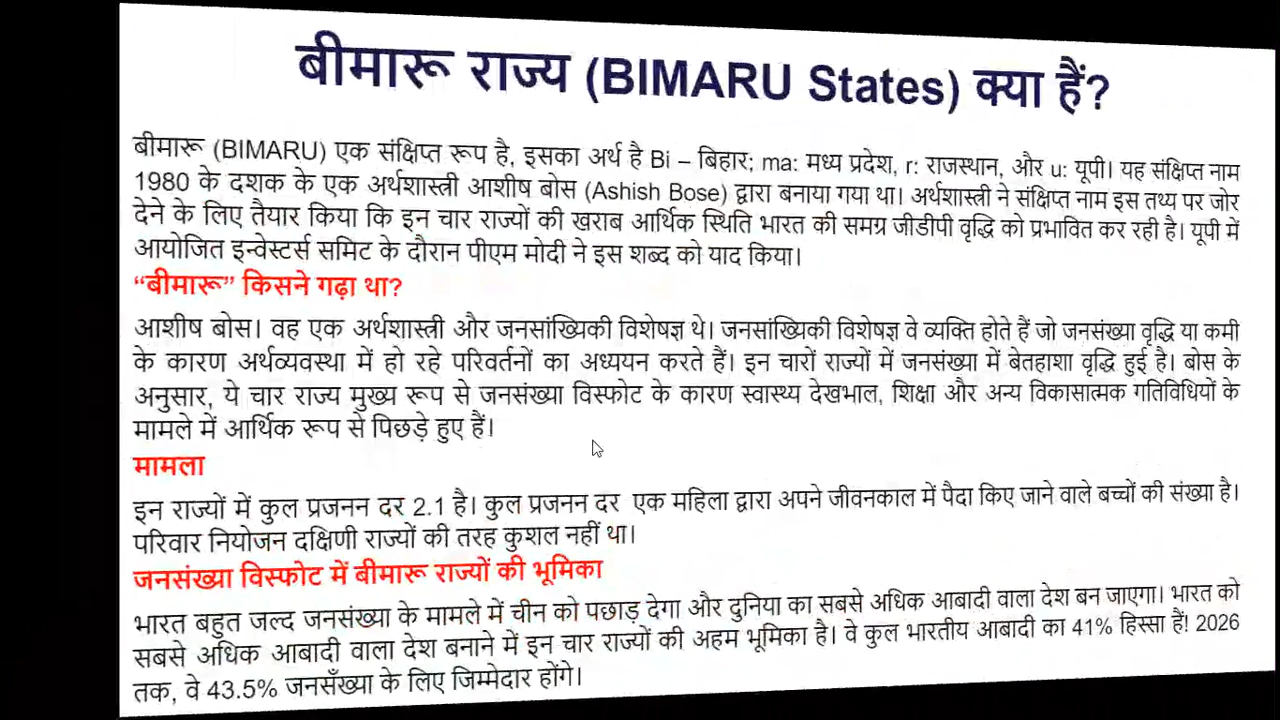 बीमारू राज्य (BIMARU States) क्या हैं?
बीमारू (BIMARU) एक संक्षिप्त रूप है, इसका अर्थ है Bi – बिहार; ma: मध्य प्रदेश, r: राजस्थान, और u: यूपी। यह संक्षिप्त नाम
1980 के दशक के एक अर्थशास्त्री आशीष बोस (Ashish Bose) द्वारा बनाया गया था। अर्थशास्त्री ने संक्षिप्त नाम इस तथ्य पर जोर
देने के लिए तैयार किया कि इन चार राज्यों की खराब आर्थिक स्थिति भारत की समग्र जीडीपी वृद्धि को प्रभावित कर रही है। यूपी में
आयोजित इन्वेस्टर्स समिट के दौरान पीएम मोदी ने इस शब्द को याद किया।
“बीमारू” किसने गढ़ा था?
आशीष बोस। वह एक अर्थशास्त्री और जनसांख्यिकी विशेषज्ञ थे। जनसांख्यिकी विशेषज्ञ वे व्यक्ति होते हैं जो जनसंख्या वृद्धि या कमी
के कारण अर्थव्यवस्था में हो रहे परिवर्तनों का अध्ययन करते हैं। इन चारों राज्यों में जनसंख्या में बेतहाशा वृद्धि हुई है। बोस के
अनुसार, ये चार राज्य मुख्य रूप से जनसंख्या विस्फोट के कारण स्वास्थ्य देखभाल, शिक्षा और अन्य विकासात्मक गतिविधियों के
मामले में आर्थिक रूप से पिछड़े हुए हैं।
मामला
इन राज्यों में कुल प्रजनन दर 2.1 है। कुल प्रजनन दर एक महिला द्वारा अपने जीवनकाल में पैदा किए जाने वाले बच्चों की संख्या है।
परिवार नियोजन दक्षिणी राज्यों की तरह कुशल नहीं था।
जनसंख्या विस्फोट में बीमारू राज्यों की भूमिका
भारत बहुत जल्द जनसंख्या के मामले में चीन को पछाड़ देगा और दुनिया का सबसे अधिक आबादी वाला देश बन जाएगा। भारत को
सबसे अधिक आबादी वाला देश बनाने में इन चार राज्यों की अहम भूमिका है। वे कुल भारतीय आबादी का 41% हिस्सा हैं! 2026
तक, वे 43.5% जनसँख्या के लिए जिम्मेदार होंगे।